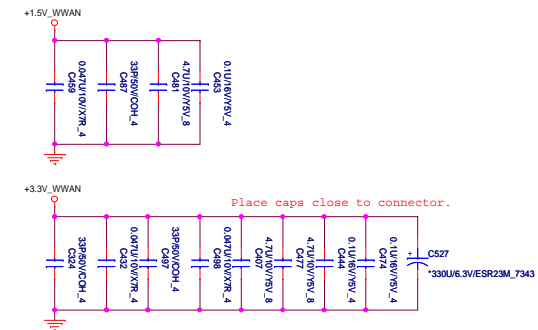 +1.5V_WWAN
0.047U/10V/X7R_4
C459
33P/50V/COH_4
C487
4.7U/10V/Y5V_8
C481
0.1U/16V/Y5V_4
C453
+3.3V_WWAN
Place caps close to connector.
33P/50V/COH_4
C324
0.047U/10V/X7R_4
C432
33P/50V/COH_4
C497
0.047U/10V/X7R_4
C498
4.7U/10V/Y5V_8
C407
4.7U/10V/Y5V_8
C477
0.1U/16V/Y5V_4
C444
0.1U/16V/Y5V_4
C474
+
C527
*330U/6.3V/ESR23M_7343